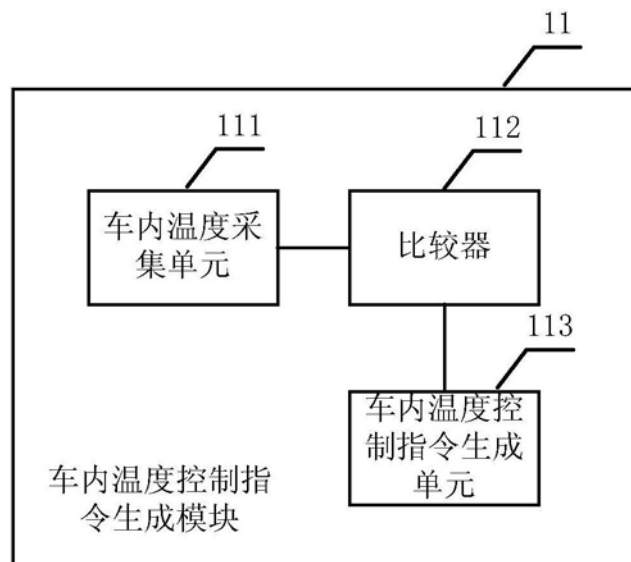 11
111
112
车内温度采
集单元
比较器
113
车内温度控
制指令生成
单元
车内温度控制指
令生成模块